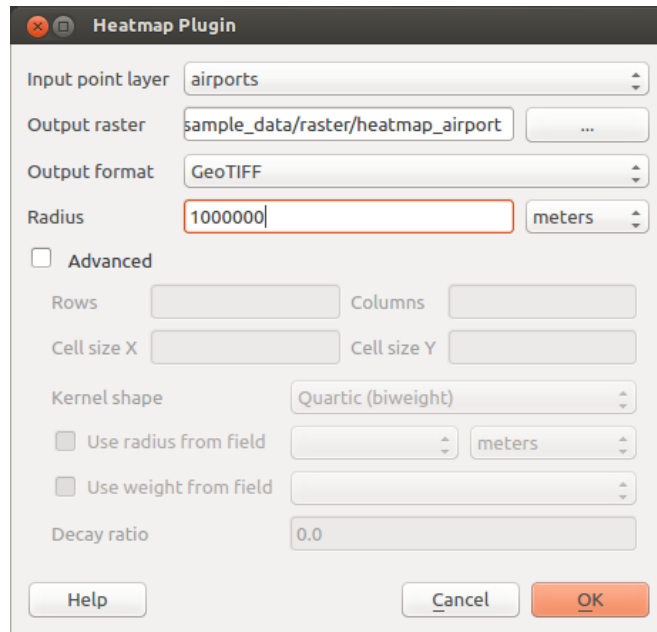 Heatmap Plugin
Input point layer airports
Output raster sample_data/raster/heatmap_airport ...
Output format GeoTIFF
Radius 1000000 meters
Advanced
Rows Columns
Cell size X Cell size Y
Kernel shape Quartic (biweight)
Use radius from field meters
Use weight from field
Decay ratio 0.0
Help Cancel OK